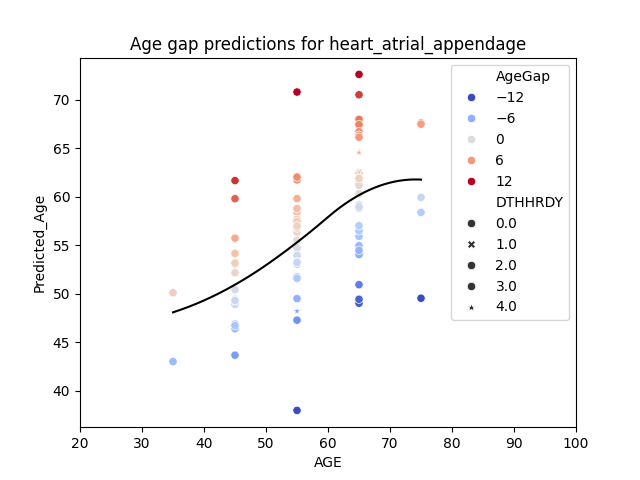 Age gap predictions for heart_atrial_appendage
Predicted_Age
70
65
60
55
50
45
40
20 30 40 50 60 70 80 90 100
AGE
AgeGap
−12
−6
0
6
12
DTHHRDY
0.0
1.0
2.0
3.0
4.0